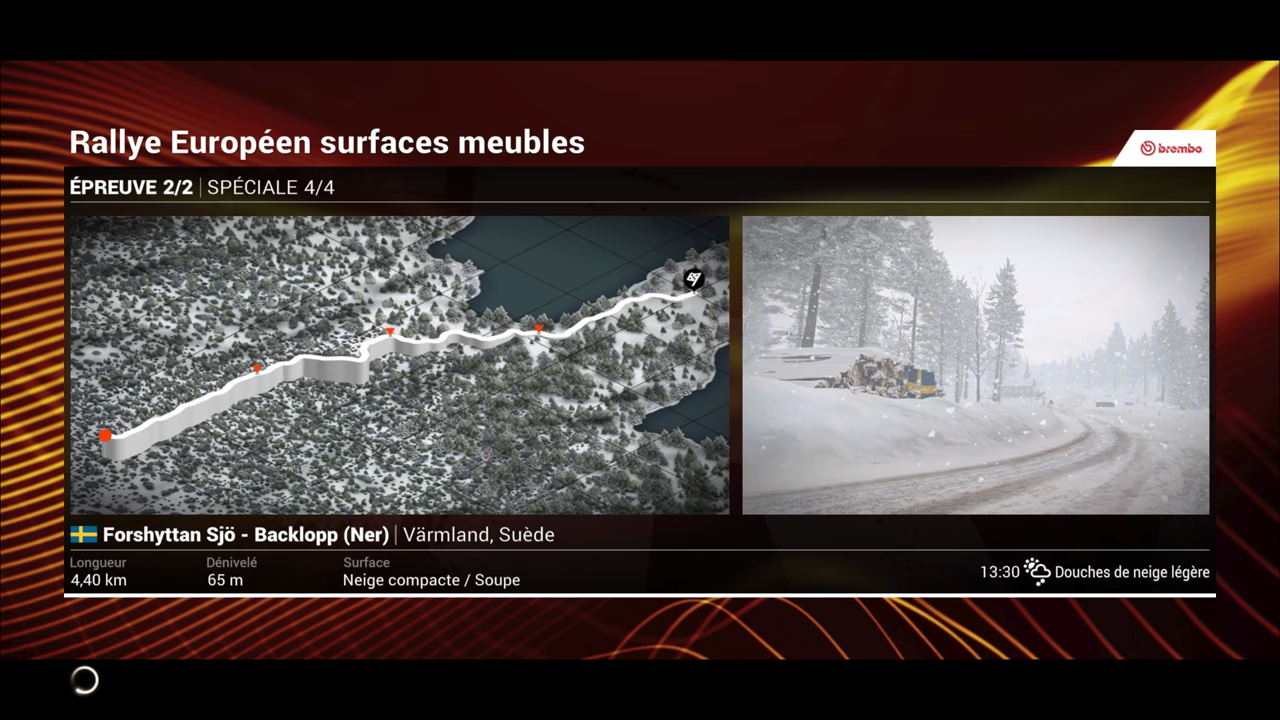 Rallye Européen surfaces meubles
brembo
ÉPREUVE 2/2 | SPÉCIALE 4/4
Forshyttan Sjö - Backlopp (Ner) | Värmland, Suède
Longueur Dénivelé Surface
4,40 km 65 m Neige compacte / Soupe
13:30 Douches de neige légère